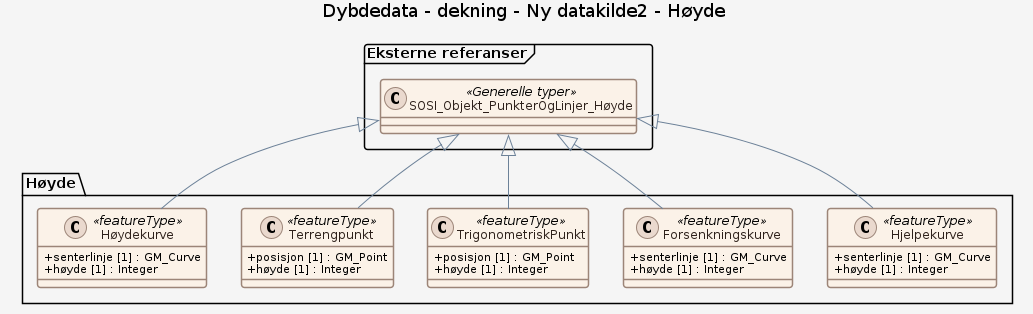 Dybdedata - dekning - Ny datakilde2 - Høyde
Eksterne referanser
«Generelle typer»
C
SOSI_Objekt_PunkterOgLinjer_Høyde
Høyde
C
«featureType»
Høydekurve
+senterlinje [1] : GM_Curve
+høyde [1] : Integer
C
«featureType»
Terrengpunkt
+posisjon [1] : GM_Point
+høyde [1] : Integer
C
«featureType»
TrigonometriskPunkt
+posisjon [1] : GM_Point
+høyde [1] : Integer
C
«featureType»
Forsenkningskurve
+senterlinje [1] : GM_Curve
+høyde [1] : Integer
C
«featureType»
Hjelpekurve
+senterlinje [1] : GM_Curve
+høyde [1] : Integer